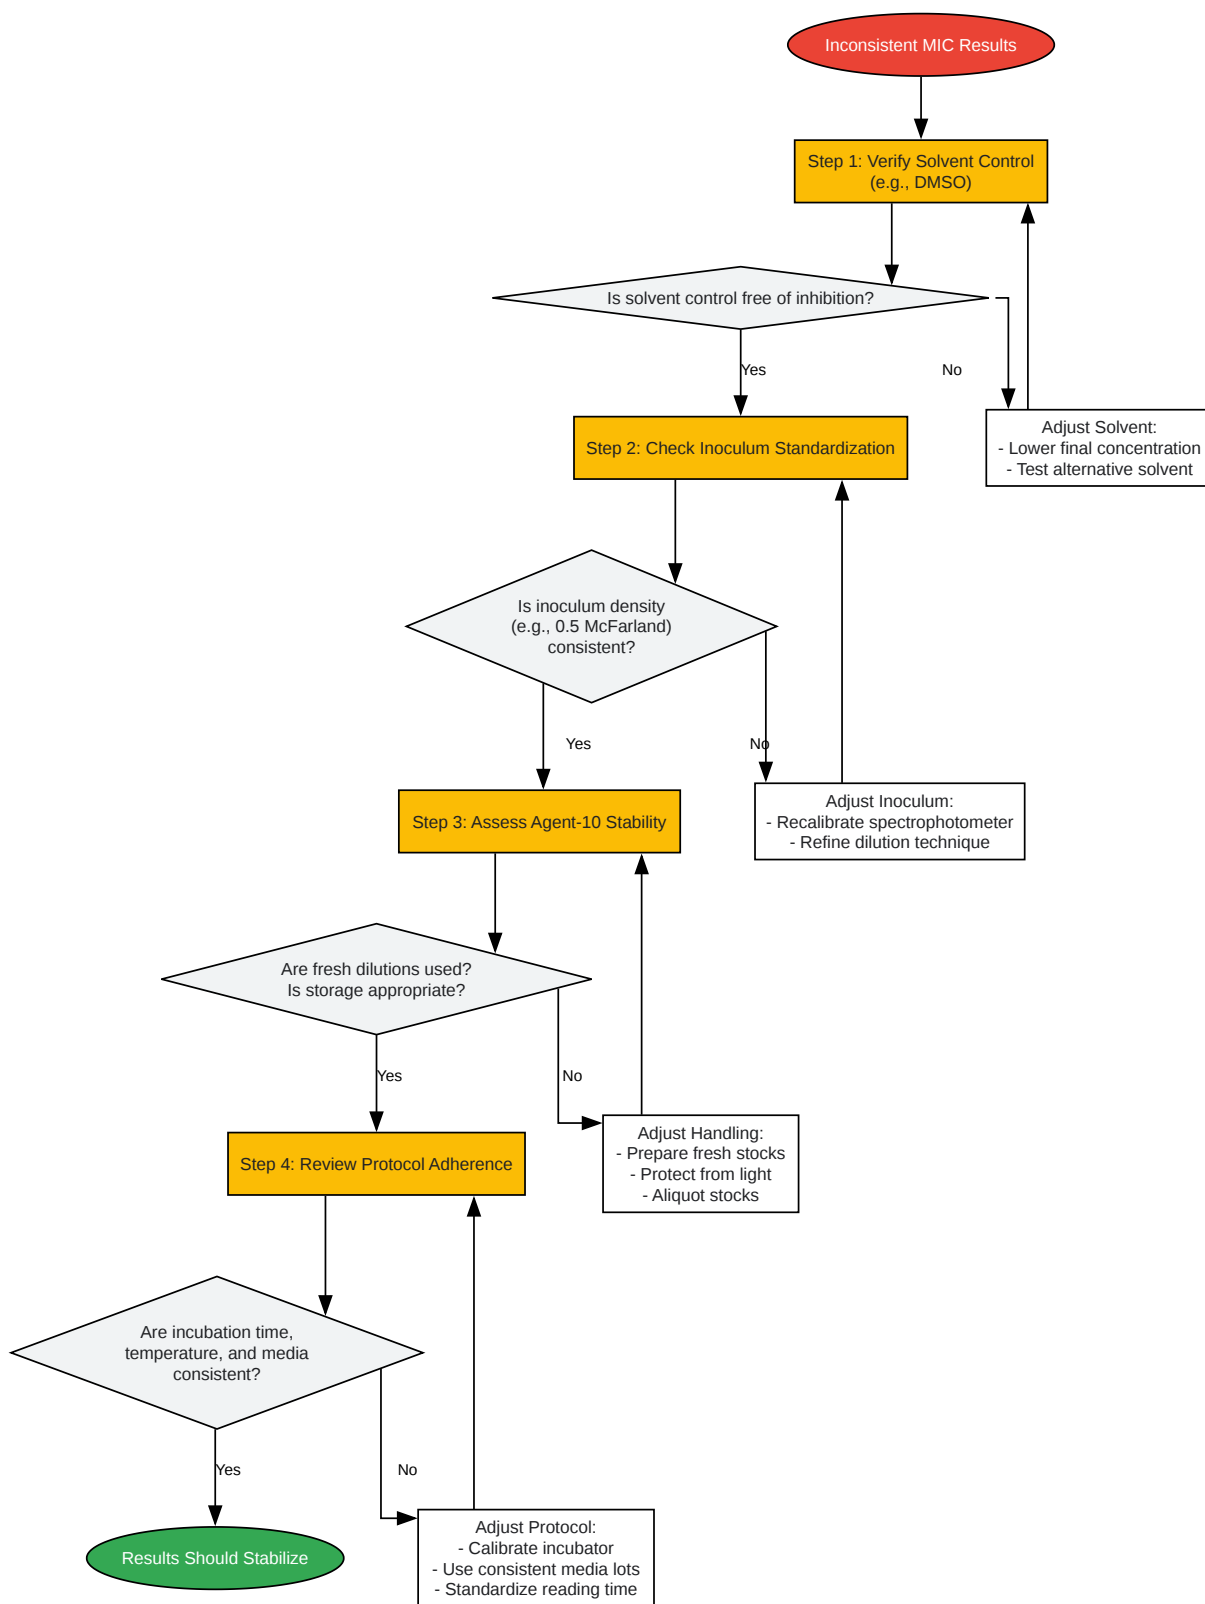 Inconsistent MIC Results
Step 1: Verify Solvent Control
(e.g., DMSO)
Is solvent control free of inhibition?
Yes
No
Adjust Solvent:
- Lower final concentration
- Test alternative solvent
Step 2: Check Inoculum Standardization
Is inoculum density
(e.g., 0.5 McFarland)
consistent?
Yes
No
Adjust Inoculum:
- Recalibrate spectrophotometer
- Refine dilution technique
Step 3: Assess Agent-10 Stability
Are fresh dilutions used?
Is storage appropriate?
Yes
No
Adjust Handling:
- Prepare fresh stocks
- Protect from light
- Aliquot stocks
Step 4: Review Protocol Adherence
Are incubation time,
temperature, and media
consistent?
Yes
No
Adjust Protocol:
- Calibrate incubator
- Use consistent media lots
- Standardize reading time
Results Should Stabilize